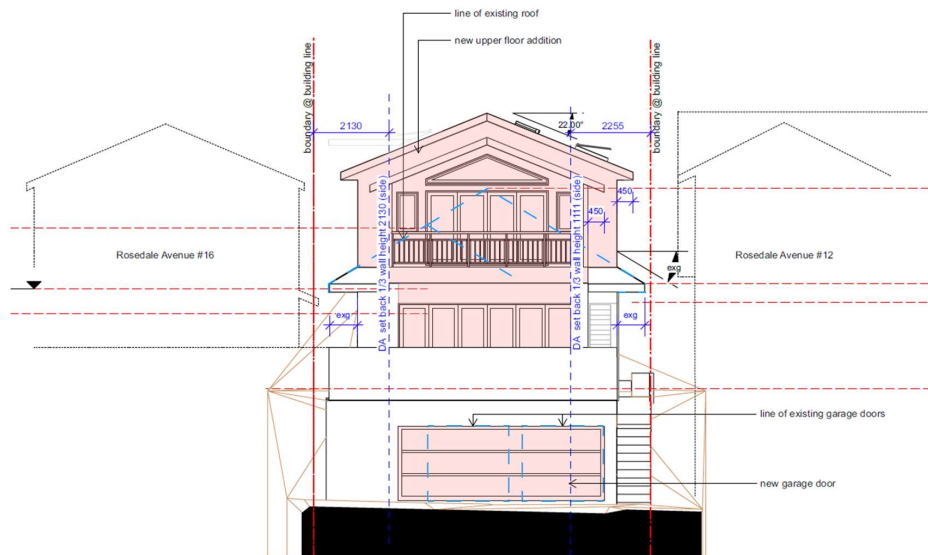 line of existing roof
new upper floor addition
boundary @ building line
boundary @ building line
2130
22.00°
2255
450
450
DA set back 1/3 wall height 2130 (side)
DA set back 1/3 wall height 1111 (side)
Rosedale Avenue #16
Rosedale Avenue #12
exg
exg
exg
line of existing garage doors
new garage door